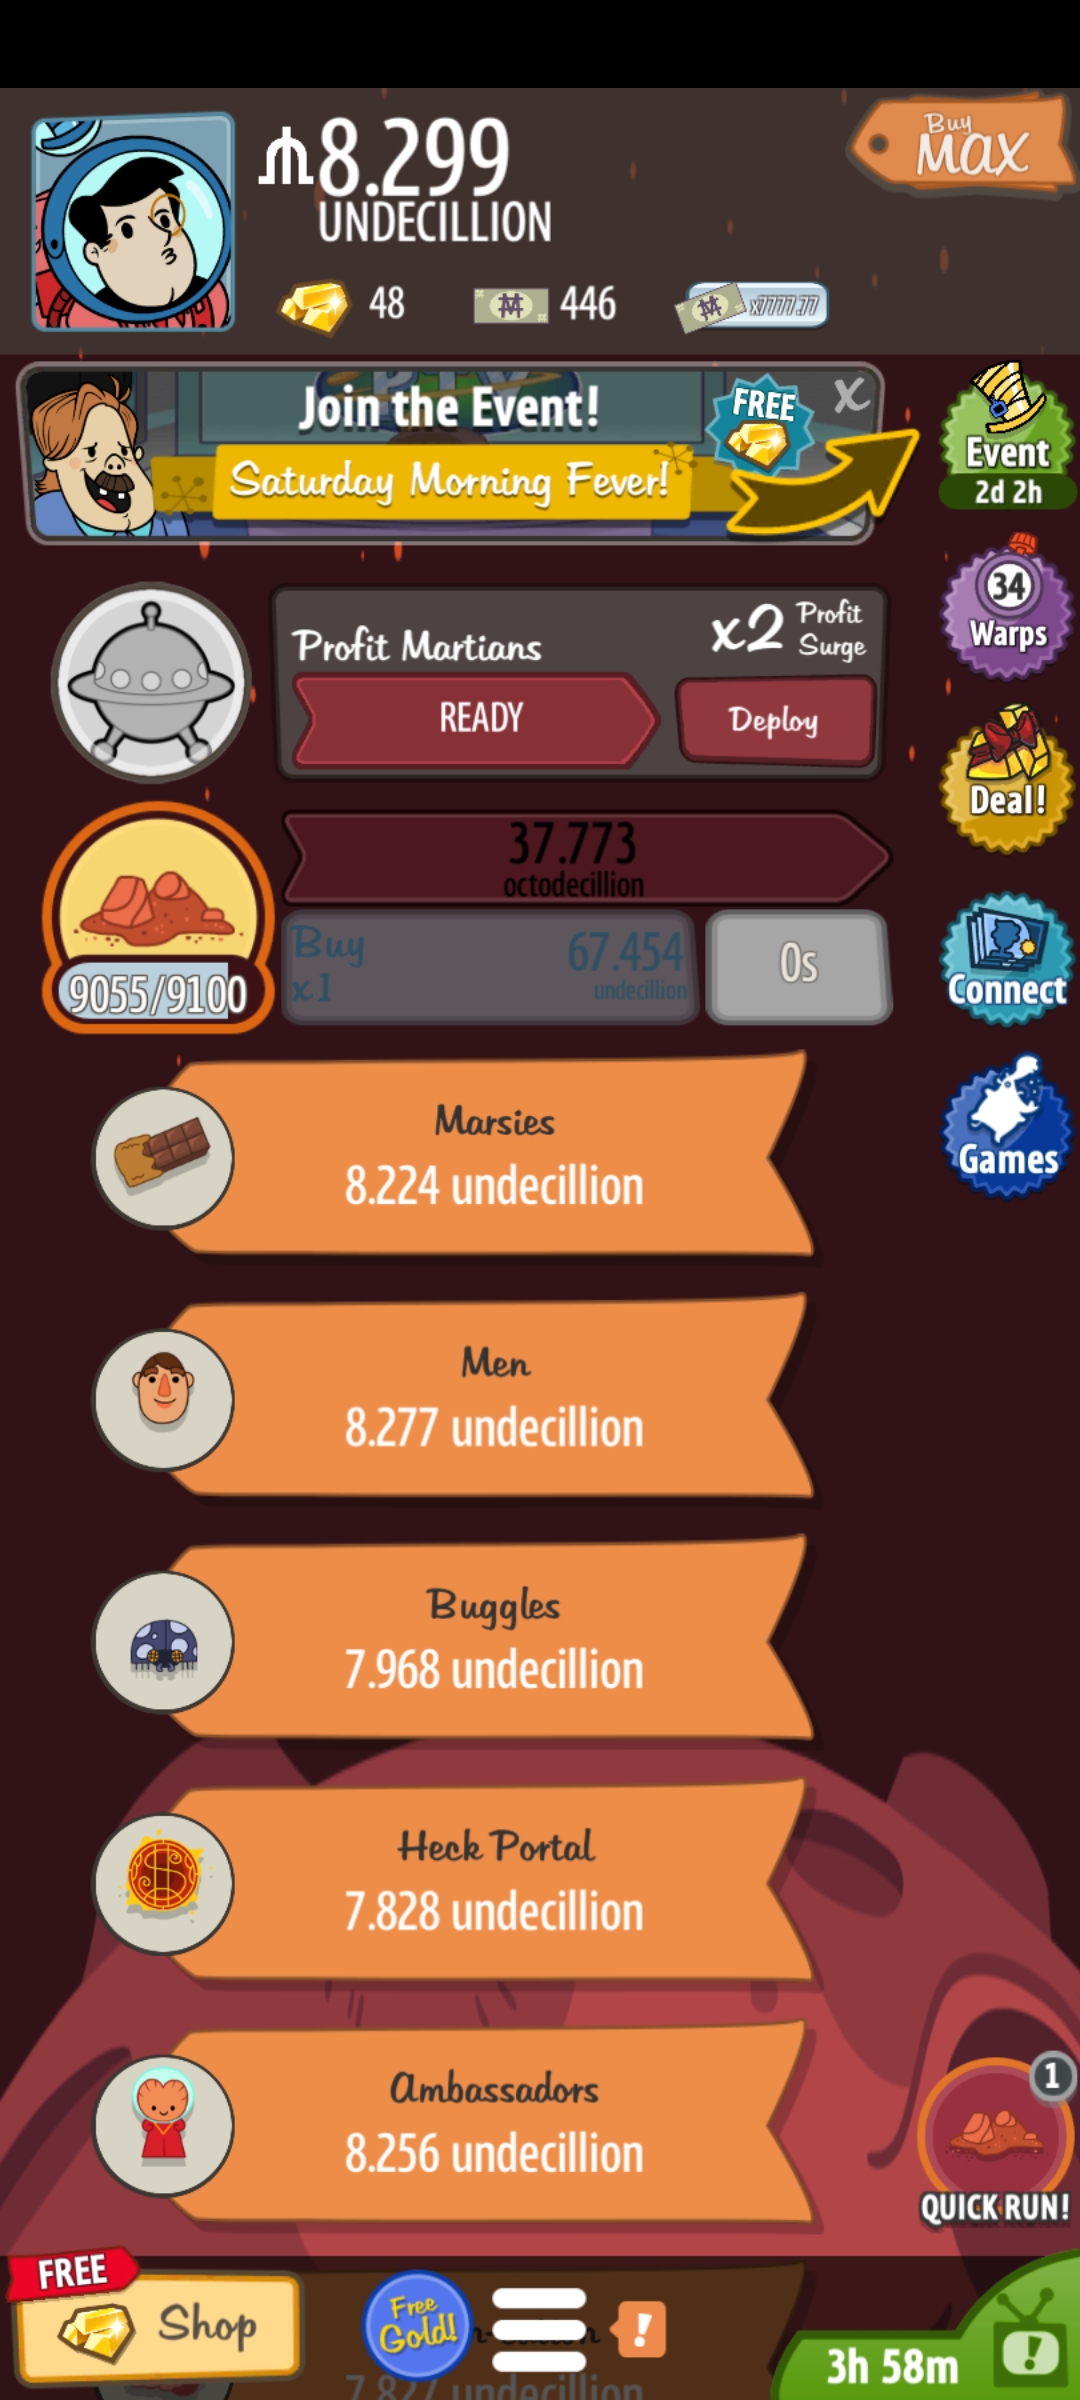 8.299
UNDECILLION
Buy
MAX
48
446
x7777.77
Join the Event!
FREE
X
Saturday Morning Fever!
Event
2d 2h
34
Warps
Profit Martians
x2 Profit
Surge
READY
Deploy
Deal!
37.773
octodecillion
9055/9100
Buy
x1
67.454
undecillion
0s
Connect
Marsies
8.224 undecillion
Games
Men
8.277 undecillion
Buggles
7.968 undecillion
Heck Portal
7.828 undecillion
Ambassadors
8.256 undecillion
1
QUICK RUN!
FREE
Shop
Free
Gold!
!
7.827 undecillion
3h 58m
!